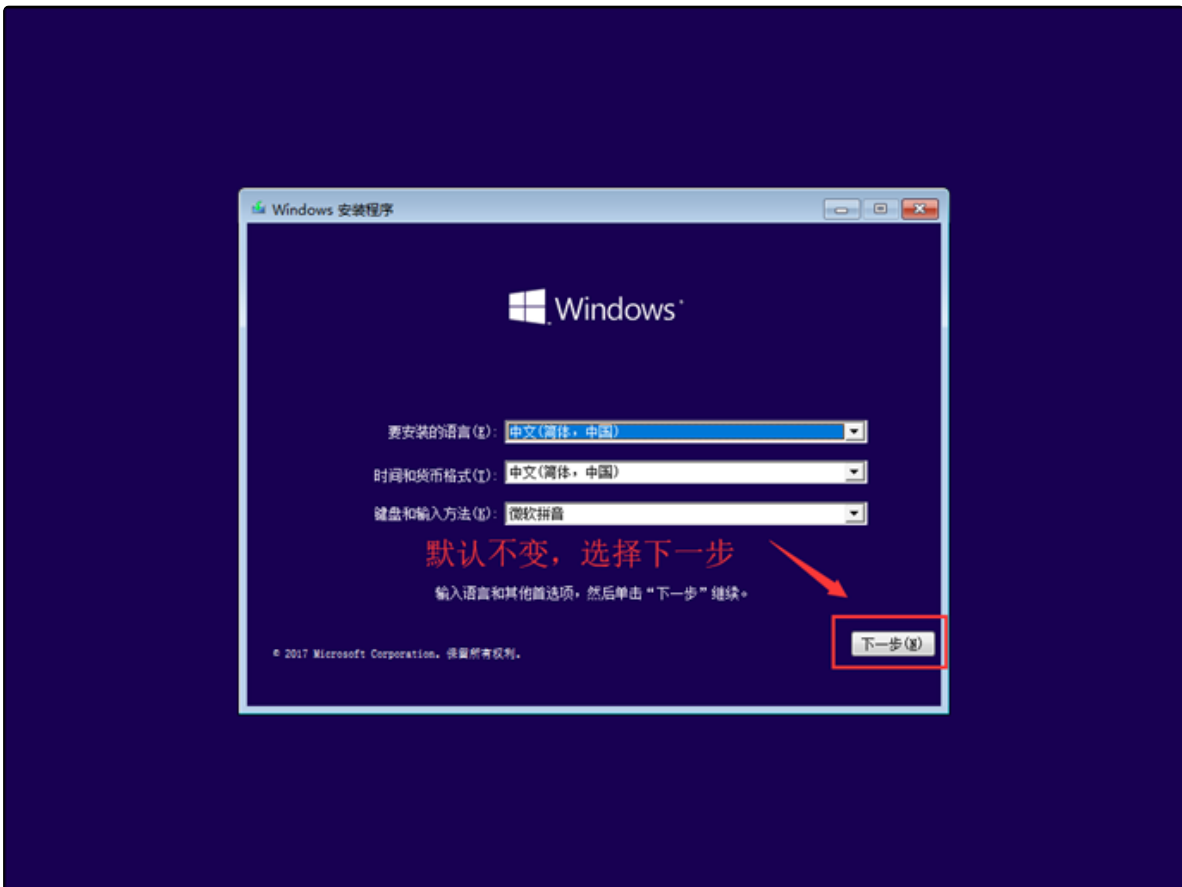 Windows 安装程序
Windows
要安装的语言(E): 中文(简体，中国)
时间和货币格式(T): 中文(简体，中国)
键盘和输入方法(K): 微软拼音
默认不变，选择下一步
输入语言和其他首选项，然后单击“下一步”继续。
下一步(N)
© 2017 Microsoft Corporation。保留所有权利。